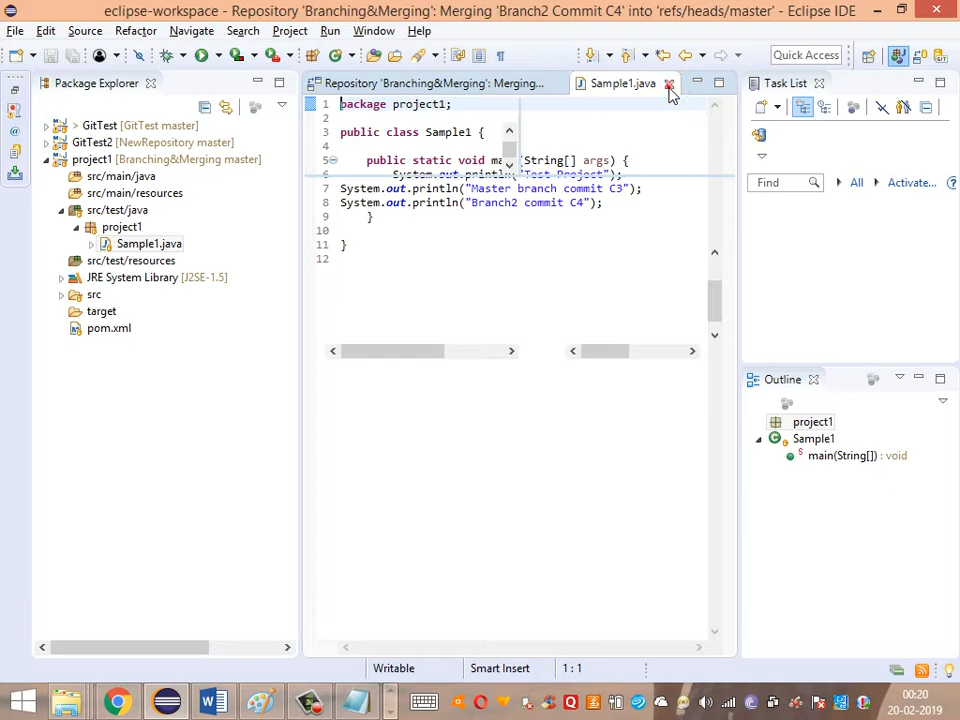 eclipse-workspace - Repository 'Branching&Merging': Merging 'Branch2 Commit C4' into 'refs/heads/master' - Eclipse IDE
File Edit Source Refactor Navigate Search Project Run Window Help
Quick Access
Package Explorer
> GitTest [GitTest master]
GitTest2 [NewRepository master]
project1 [Branching&Merging master]
src/main/java
src/main/resources
src/test/java
project1
Sample1.java
src/test/resources
JRE System Library [J2SE-1.5]
src
target
pom.xml
Repository 'Branching&Merging': Merging... Sample1.java
1 package project1;
2
3 public class Sample1 {
4
5 public static void ma (String[] args) {
6 System.out.println("Test Project");
7 System.out.println("Master branch commit C3");
8 System.out.println("Branch2 commit C4");
9 }
10
11 }
12
Task List
Find All Activate...
Outline
project1
Sample1
main(String[]) : void
Writable Smart Insert 1 : 1
00:20
20-02-2019